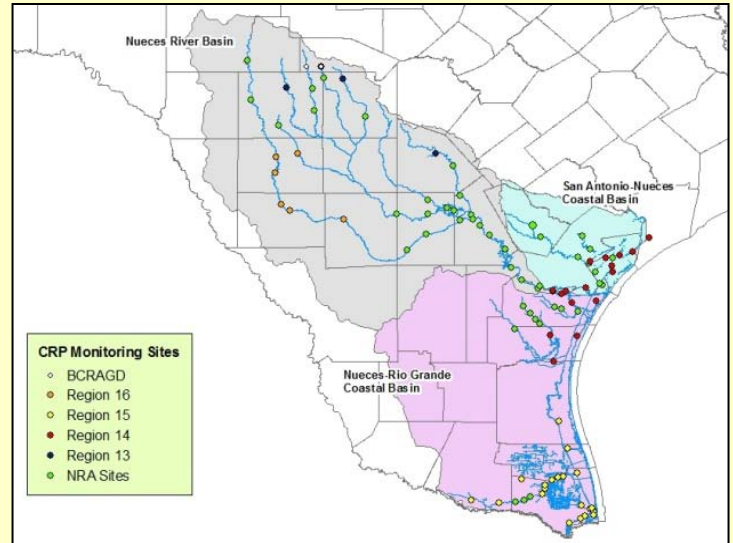 Nueces River Basin
San Antonio-Nueces
Coastal Basin
CRP Monitoring Sites
BCRAGD
Region 16
Region 15
Region 14
Region 13
NRA Sites
Nueces-Rio Grande
Coastal Basin